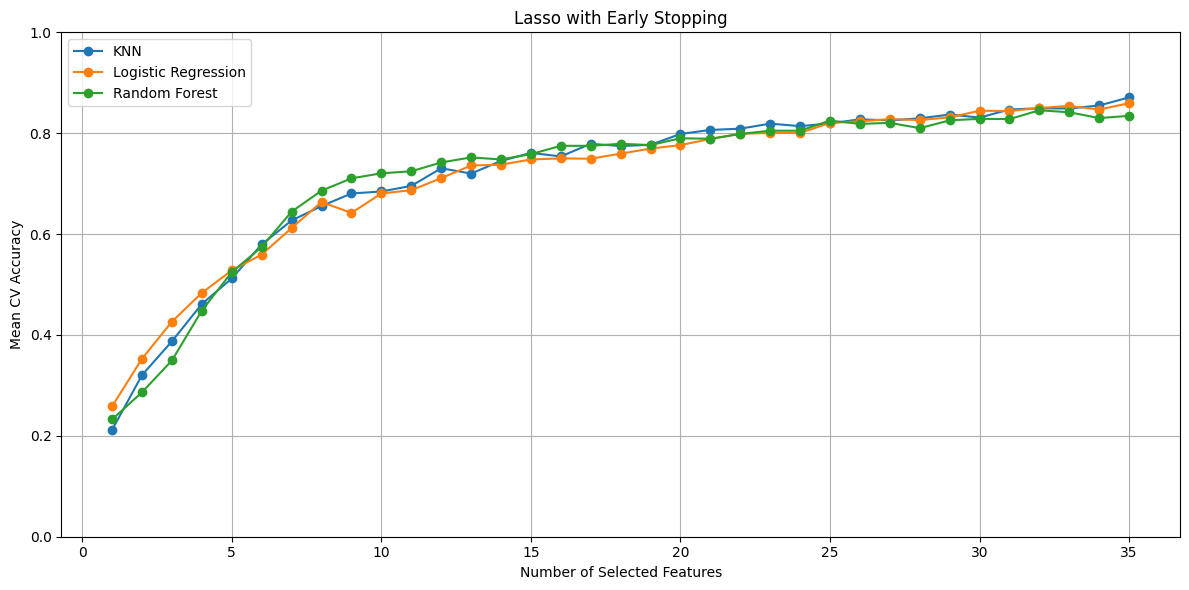 Lasso with Early Stopping
KNN
Logistic Regression
Random Forest
Mean CV Accuracy
1.0
0.8
0.6
0.4
0.2
0.0
0 5 10 15 20 25 30 35
Number of Selected Features